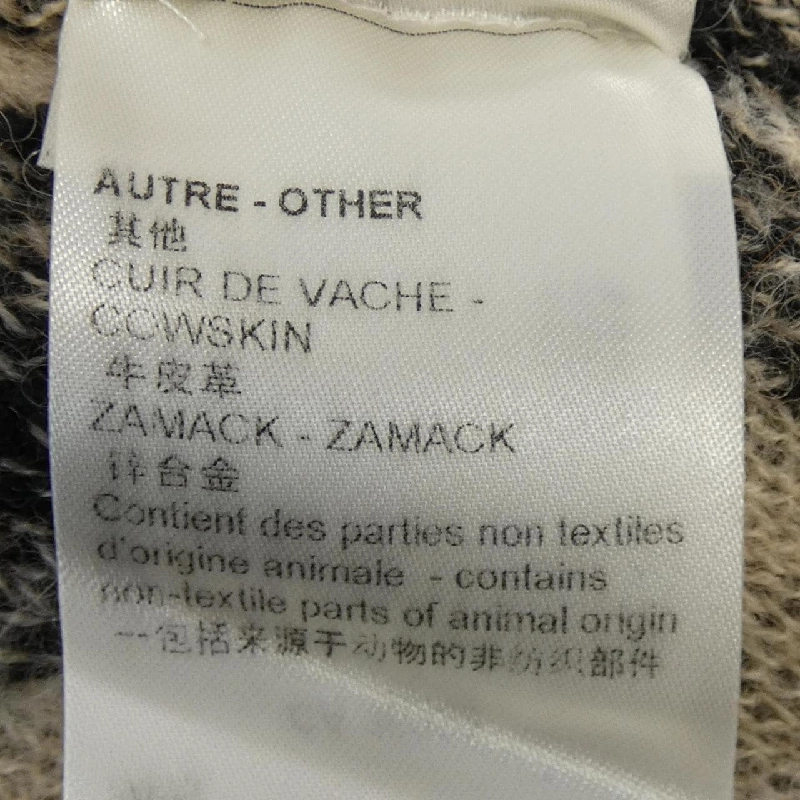 AUTRE - OTHER
其他
CUIR DE VACHE -
COWSKIN
牛皮革
ZAMACK - ZAMACK
锌合金
Contient des parties non textiles
d'origine animale - contains
non-textile parts of animal origin
--包括来源于动物的非纺织部件